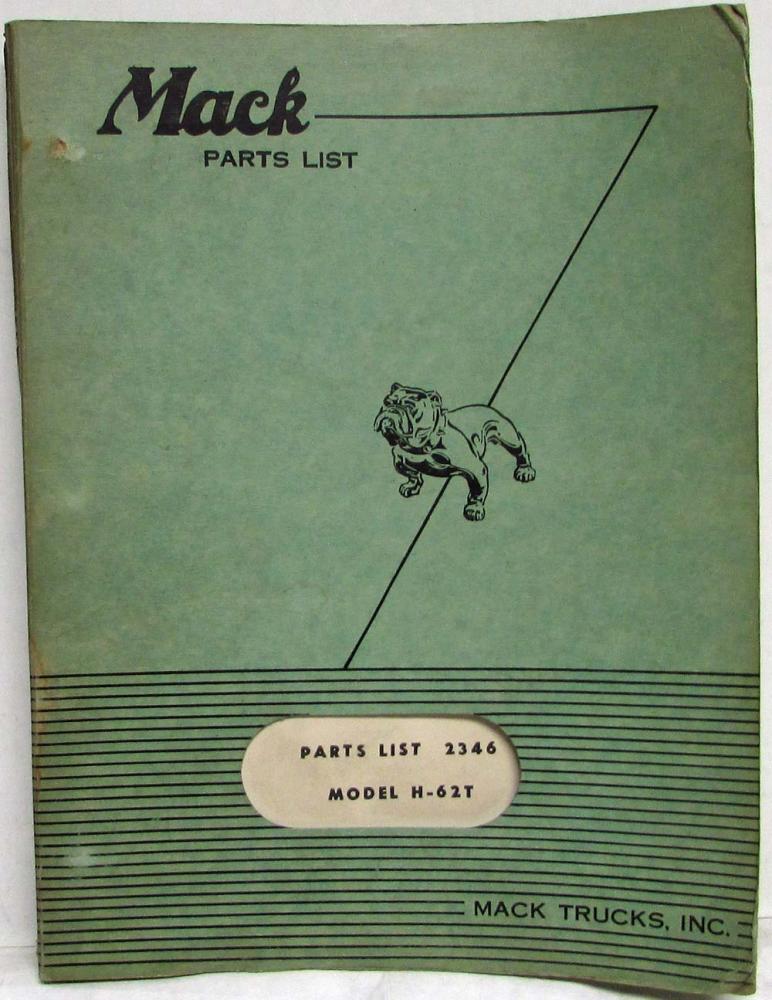 Mack
PARTS LIST
PARTS LIST 2346
MODEL H-62T
MACK TRUCKS, INC.